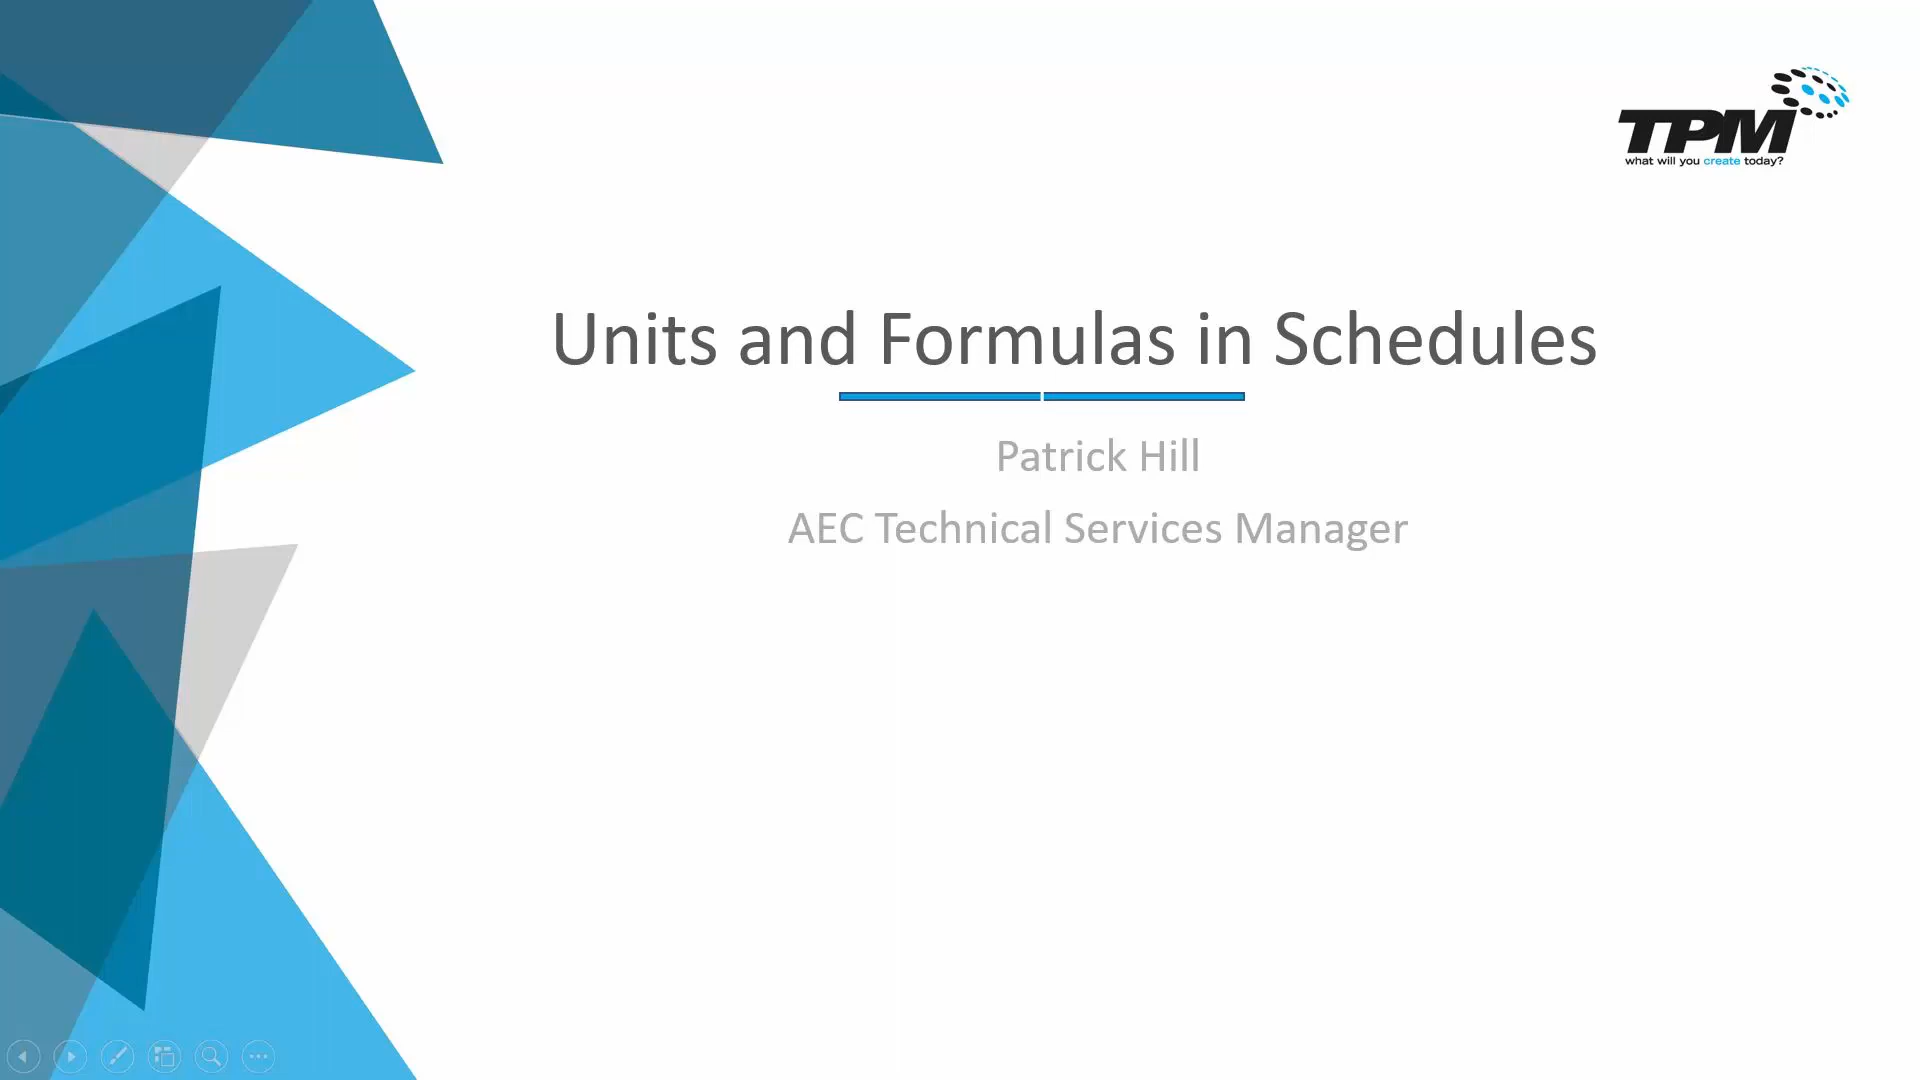 TPM
what will you create today?
Units and Formulas in Schedules
Patrick Hill
AEC Technical Services Manager